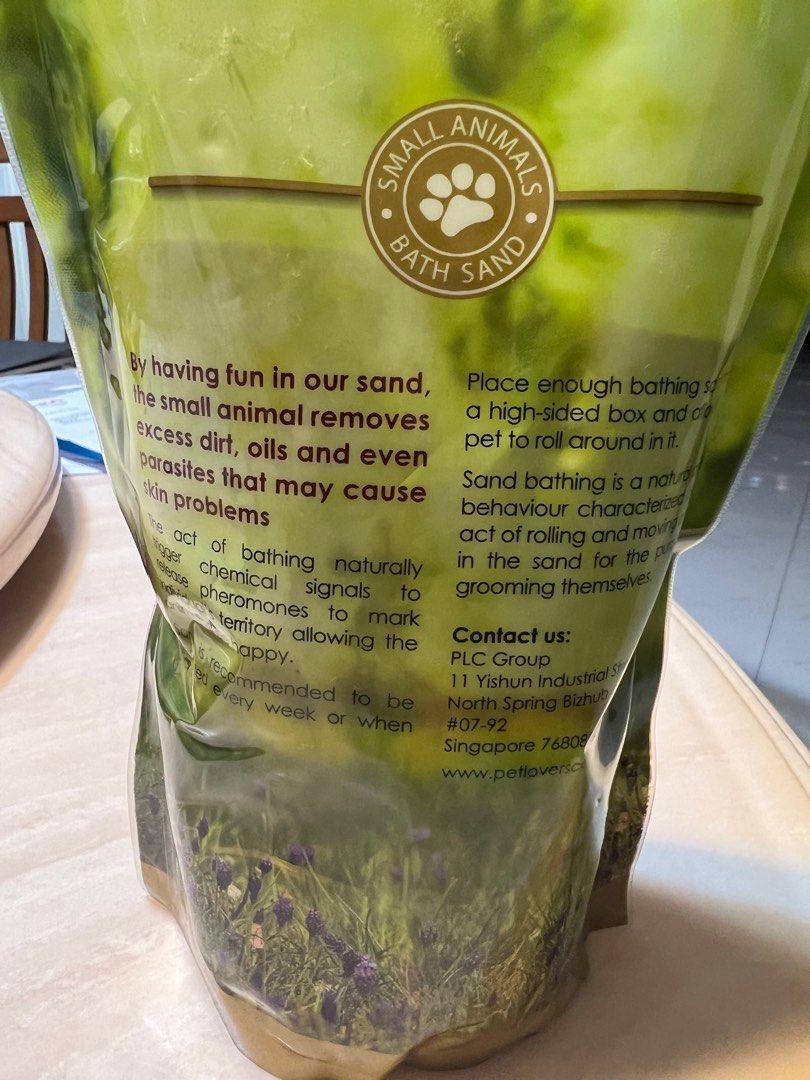 SMALL ANIMALS
BATH SAND
By having fun in our sand,
the small animal removes
excess dirt, oils and even
parasites that may cause
skin problems
The act of bathing naturally
chemical signals to
release pheromones to mark
territory allowing the
happy.
is recommended to be
every week or when
Place enough bathing
a high-sided box and
pet to roll around in it.
Sand bathing is a natural
behaviour characterized
act of rolling and moving
in the sand for the
grooming themselves.
Contact us:
PLC Group
11 Yishun Industrial
North Spring Bizhub
#07-92
Singapore